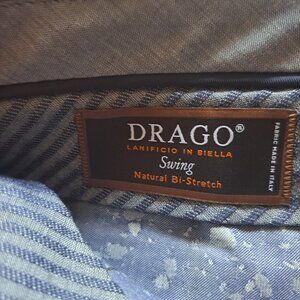 DRAGO®
LANIFICIO IN BIELLA
Swing
Natural Bi-Stretch
FABRIC MADE IN ITALY